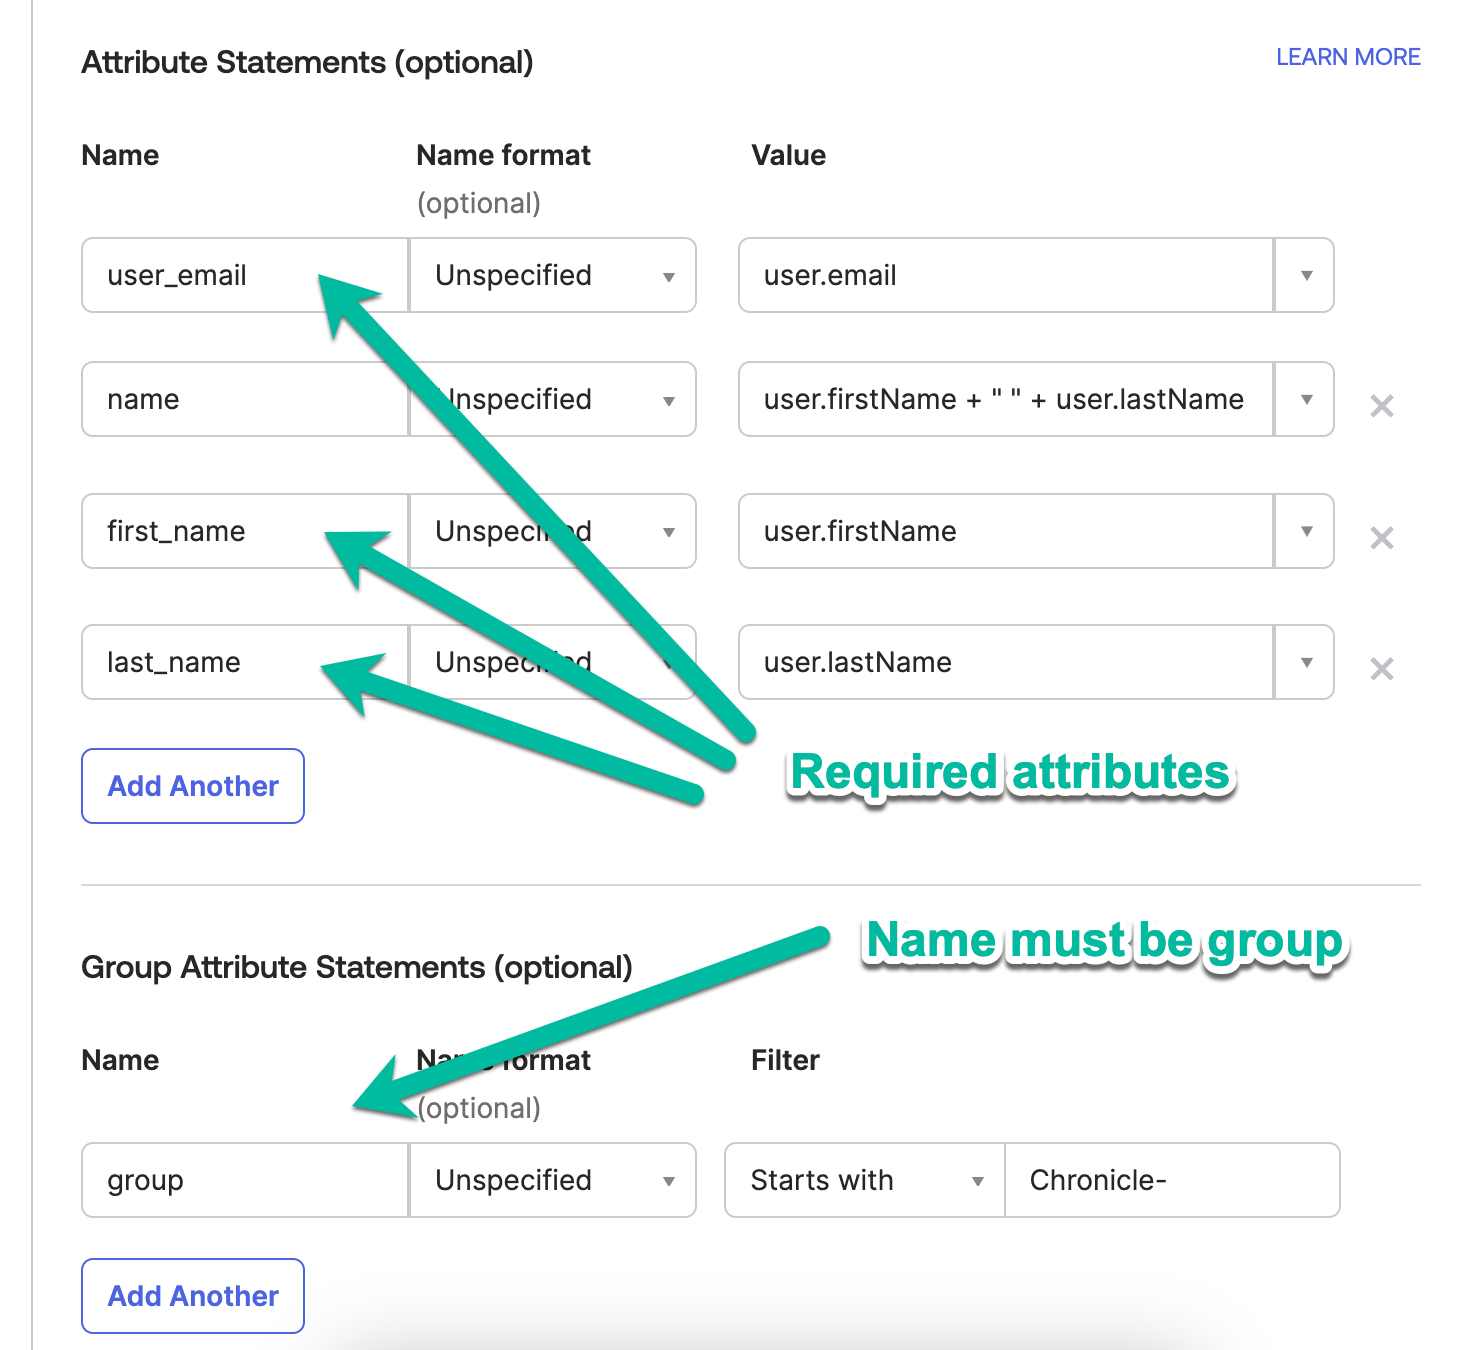 Attribute Statements (optional)
LEARN MORE
Name Name format Value
(optional)
user_email Unspecified user.email
name Unspecified user.firstName + " " + user.lastName
first_name Unspecified user.firstName
last_name Unspecified user.lastName
Required attributes
Add Another
Name must be group
Group Attribute Statements (optional)
Name Name format Filter
(optional)
group Unspecified Starts with Chronicle-
Add Another